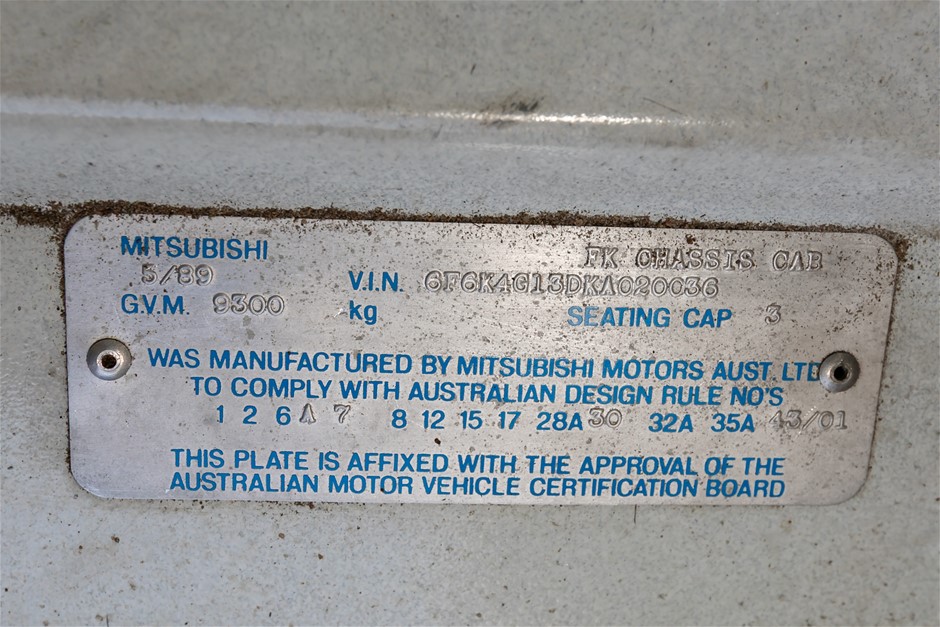 MITSUBISHI FK CHASSIS CAB
5/89 V.I.N. 6F6K4G13DKA020036
G.V.M. 9300 kg SEATING CAP 3
WAS MANUFACTURED BY MITSUBISHI MOTORS AUST. LTD
TO COMPLY WITH AUSTRALIAN DESIGN RULE NO'S
1 2 6 A 7 8 12 15 17 28A 30 32A 35A 43/01
THIS PLATE IS AFFIXED WITH THE APPROVAL OF THE
AUSTRALIAN MOTOR VEHICLE CERTIFICATION BOARD